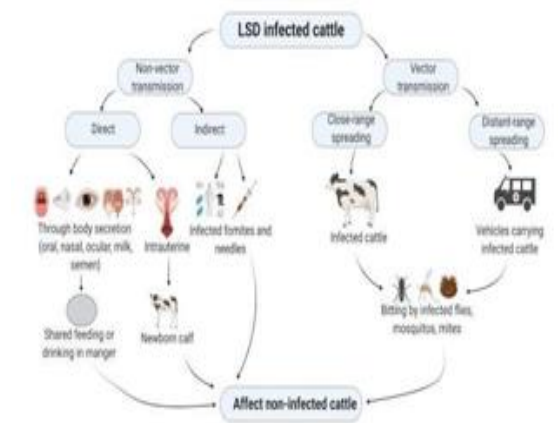 LSD infected cattle
Non-vector
transmission
Vector
transmission
Direct
Indirect
Close-range
spreading
Distant-range
spreading
Through body secretion
(oral, nasal, ocular, milk,
semen)
Intrauterine
Infected fomites and
needles
Infected cattle
Vehicles carrying
infected cattle
Shared feeding or
drinking in manger
Newborn calf
Bitting by infected flies,
mosquitus, mites
Affect non-infected cattle